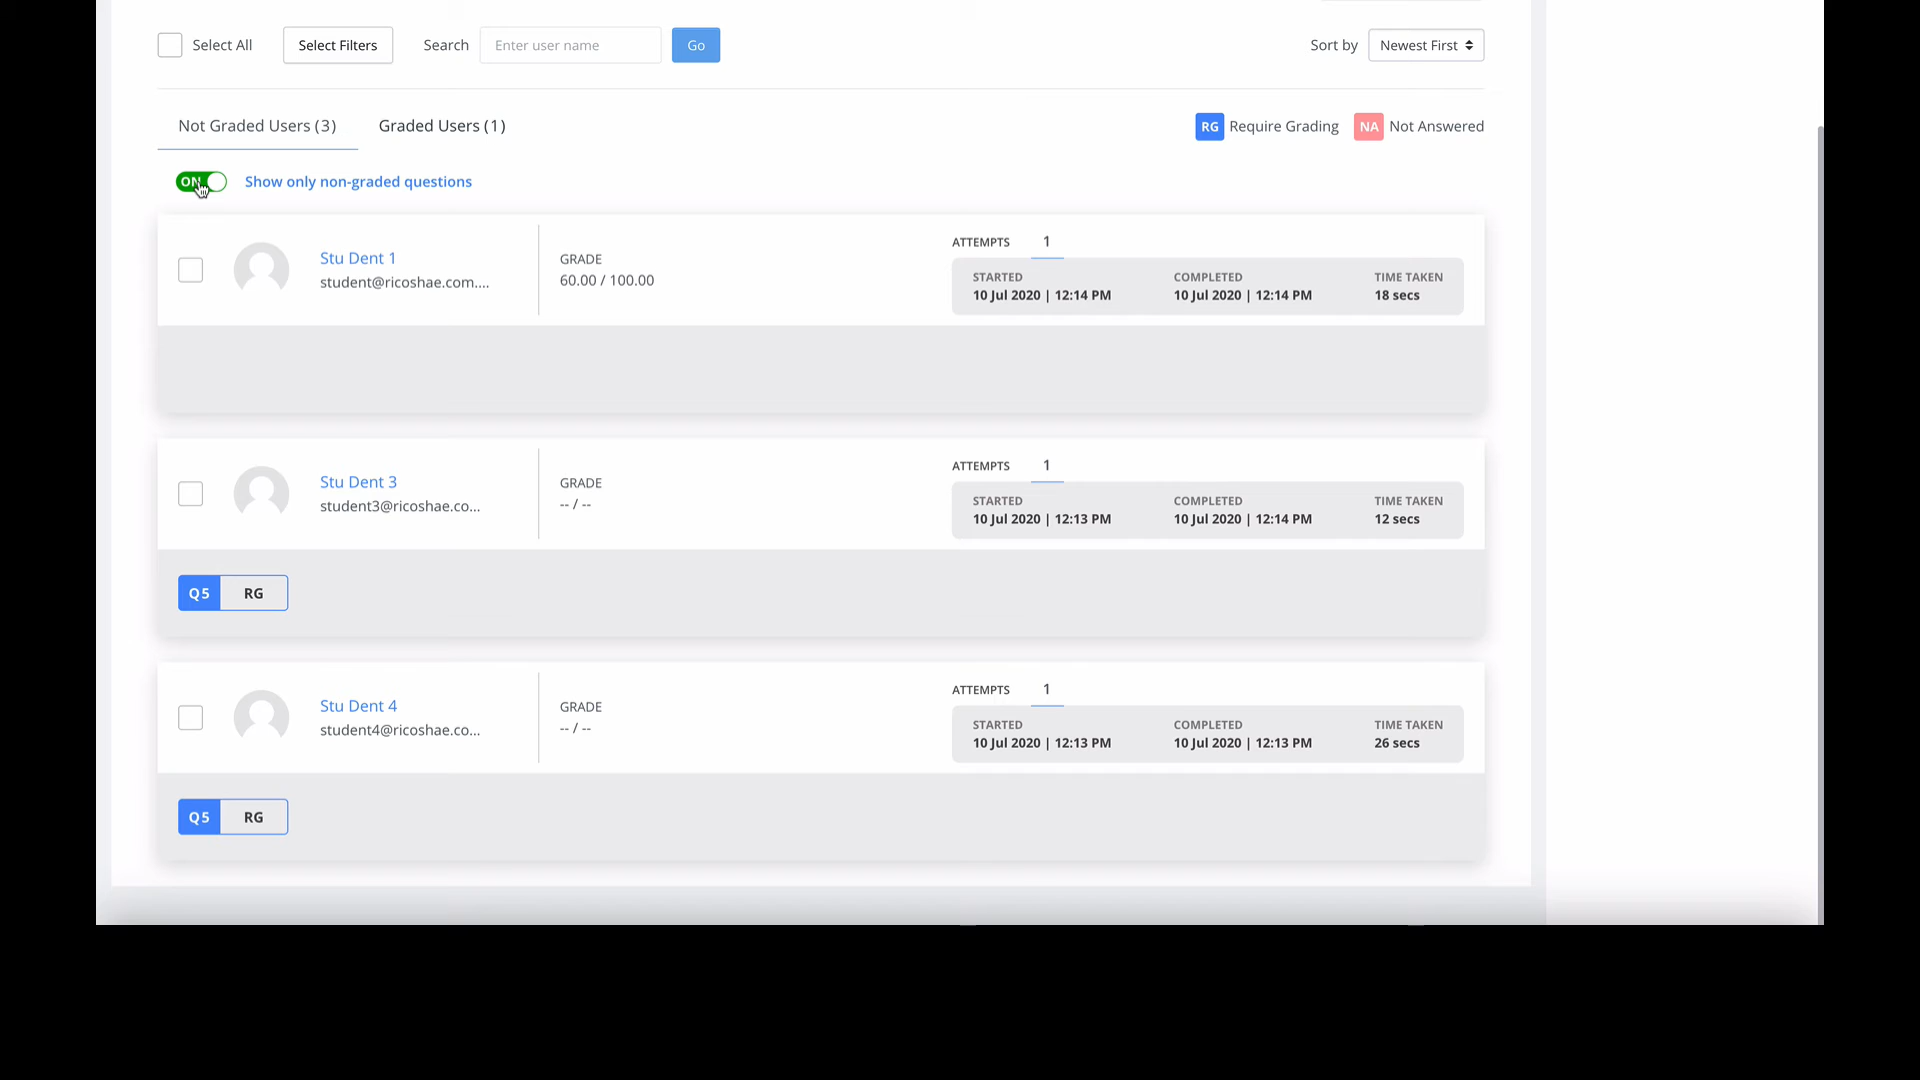 Select All Select Filters Search Enter user name Go Sort by Newest First
Not Graded Users (3) Graded Users (1) RG Require Grading NA Not Answered
ON Show only non-graded questions
Stu Dent 1
student@ricoshae.com....
GRADE
60.00 / 100.00
ATTEMPTS 1
STARTED COMPLETED TIME TAKEN
10 Jul 2020 | 12:14 PM 10 Jul 2020 | 12:14 PM 18 secs
Stu Dent 3
student3@ricoshae.co...
GRADE
-- / --
ATTEMPTS 1
STARTED COMPLETED TIME TAKEN
10 Jul 2020 | 12:13 PM 10 Jul 2020 | 12:14 PM 12 secs
Q5 RG
Stu Dent 4
student4@ricoshae.co...
GRADE
-- / --
ATTEMPTS 1
STARTED COMPLETED TIME TAKEN
10 Jul 2020 | 12:13 PM 10 Jul 2020 | 12:13 PM 26 secs
Q5 RG